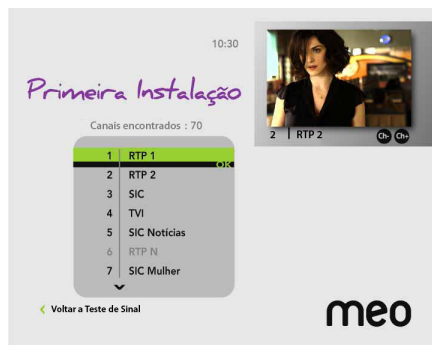 10:30
Primeira Instalação
Canais encontrados : 70
2 | RTP 2 Ch- Ch+
1 RTP 1
OK
2 RTP 2
3 SIC
4 TVI
5 SIC Notícias
6 RTP N
7 SIC Mulher
Voltar a Teste de Sinal
meo